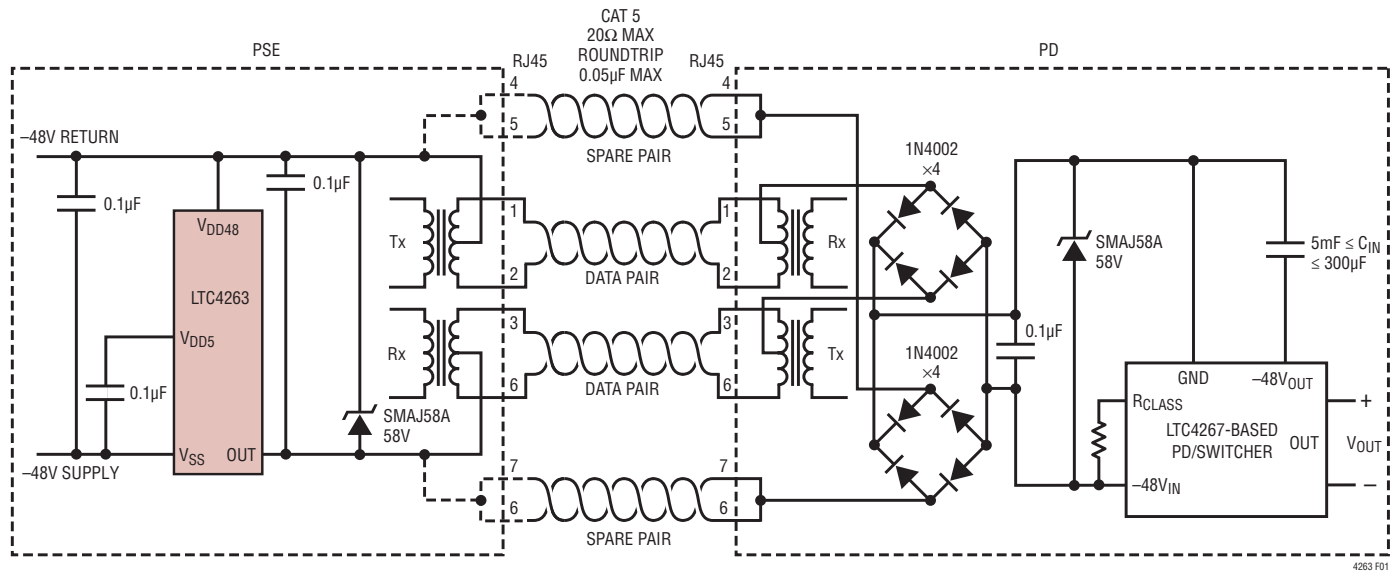 CAT 5
20Ω MAX
ROUNDTRIP
0.05µF MAX
PSE
PD
RJ45
RJ45
4
4
5
5
SPARE PAIR
–48V RETURN
0.1µF
0.1µF
VDD48
LTC4263
VDD5
0.1µF
VSS
OUT
–48V SUPPLY
SMAJ58A
58V
Tx
1
1
Rx
2
2
DATA PAIR
Rx
3
3
Tx
6
6
DATA PAIR
7
7
6
6
SPARE PAIR
1N4002
×4
1N4002
×4
0.1µF
SMAJ58A
58V
5mF ≤ CIN
≤ 300µF
GND
–48VOUT
RCLASS
LTC4267-BASED
PD/SWITCHER
OUT
–48VIN
+
VOUT
–
4263 F01